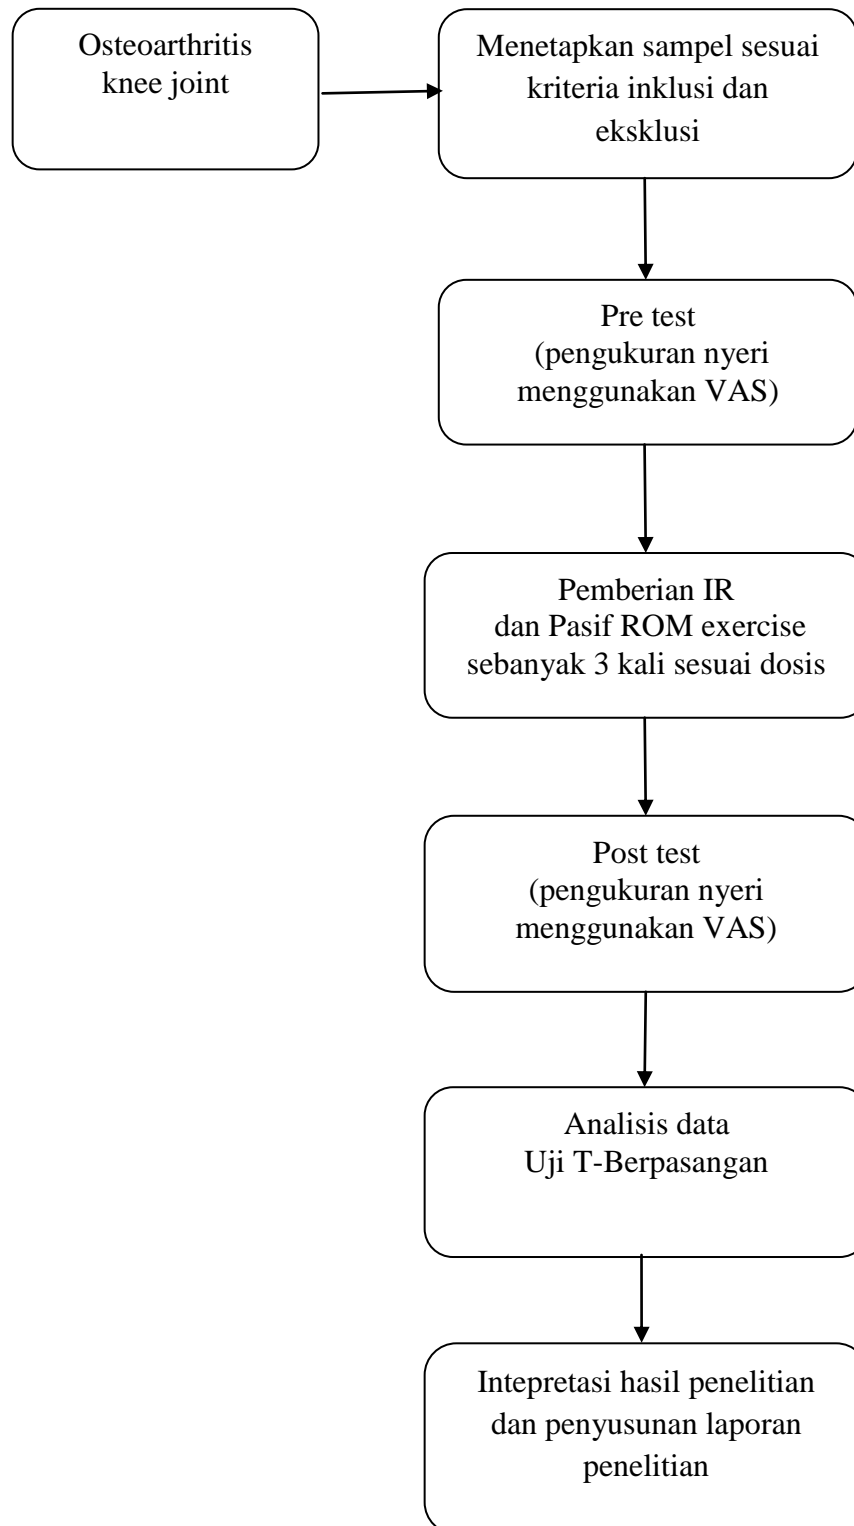 Osteoarthritis
knee joint
Menetapkan sampel sesuai
kriteria inklusi dan
eksklusi
Pre test
(pengukuran nyeri
menggunakan VAS)
Pemberian IR
dan Pasif ROM exercise
sebanyak 3 kali sesuai dosis
Post test
(pengukuran nyeri
menggunakan VAS)
Analisis data
Uji T-Berpasangan
Intepretasi hasil penelitian
dan penyusunan laporan
penelitian